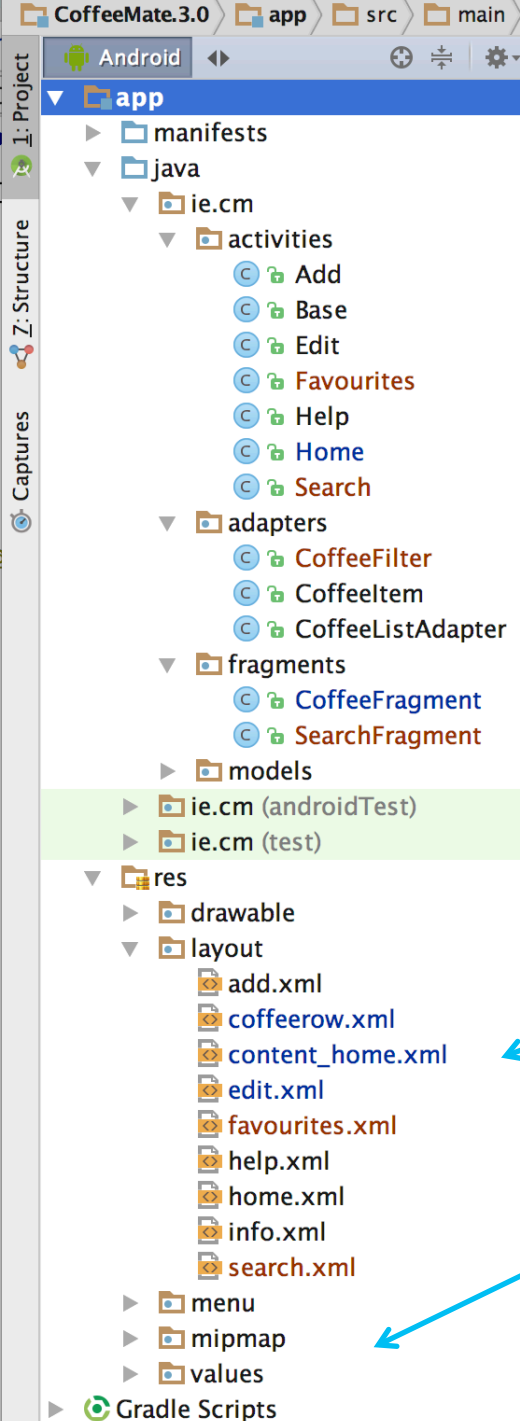 CoffeeMate.3.0 app src main
Android
1: Project
7: Structure
Captures
app
manifests
java
ie.cm
activities
C Add
C Base
C Edit
C Favourites
C Help
C Home
C Search
adapters
C CoffeeFilter
C CoffeeItem
C CoffeeListAdapter
fragments
C CoffeeFragment
C SearchFragment
models
ie.cm (androidTest)
ie.cm (test)
res
drawable
layout
add.xml
coffeerow.xml
content_home.xml
edit.xml
favourites.xml
help.xml
home.xml
info.xml
search.xml
menu
mipmap
values
Gradle Scripts